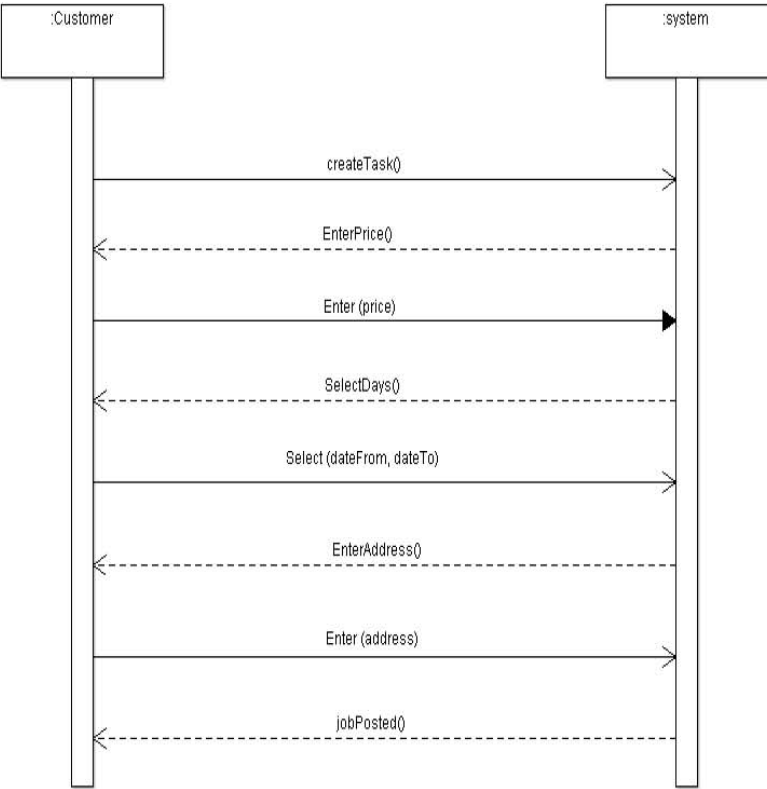 :Customer
:system
createTask()
EnterPrice()
Enter (price)
SelectDays()
Select (dateFrom, dateTo)
EnterAddress()
Enter (address)
jobPosted()